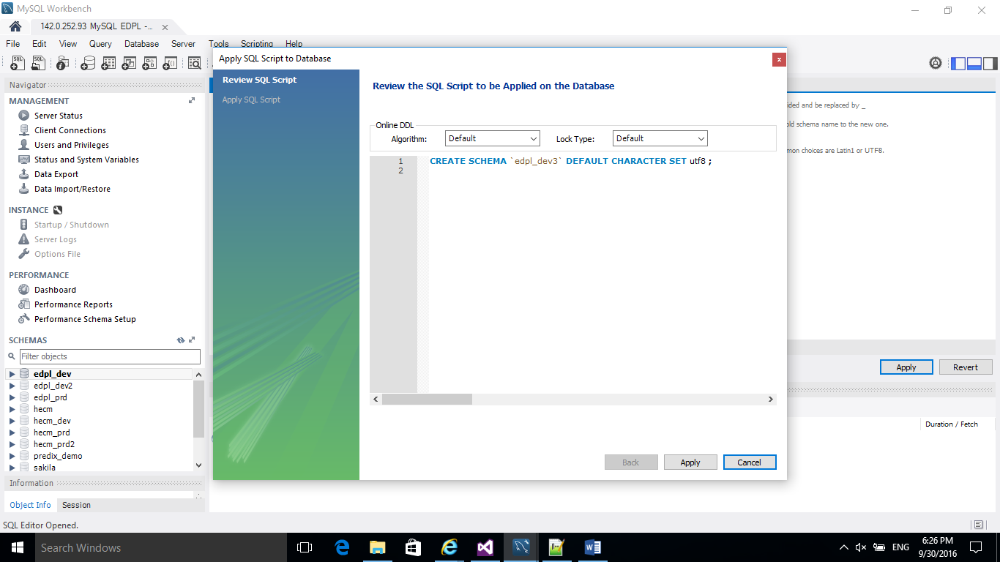 MySQL Workbench
142.0.252.93 MySQL EDPL -...
File Edit View Query Database Server Tools Scripting Help
Apply SQL Script to Database
Navigator
MANAGEMENT
Server Status
Client Connections
Users and Privileges
Status and System Variables
Data Export
Data Import/Restore
INSTANCE
Startup / Shutdown
Server Logs
Options File
PERFORMANCE
Dashboard
Performance Reports
Performance Schema Setup
SCHEMAS
Filter objects
edpl_dev
edpl_dev2
edpl_prd
hecm
hecm_dev
hecm_prd
hecm_prd2
predix_demo
sakila
Information
Object Info Session
SQL Editor Opened.
Review SQL Script
Apply SQL Script
Review the SQL Script to be Applied on the Database
Online DDL
Algorithm: Default Lock Type: Default
1 CREATE SCHEMA `edpl_dev3` DEFAULT CHARACTER SET utf8 ;
2
Back Apply Cancel
and be replaced by _
schema name to the new one.
choices are Latin1 or UTF8.
Apply Revert
Duration / Fetch
Search Windows
ENG
6:26 PM
9/30/2016